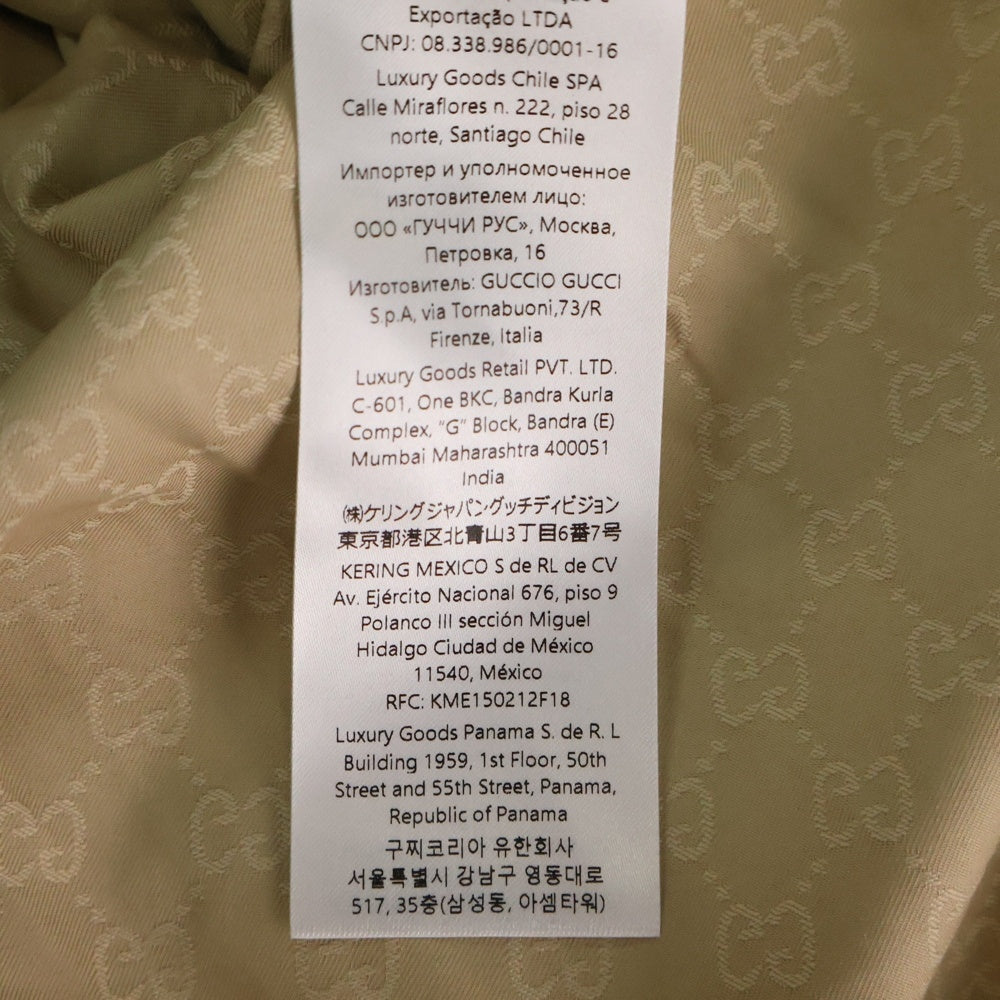 Exportação LTDA
CNPJ: 08.338.986/0001-16
Luxury Goods Chile SPA
Calle Miraflores n. 222, piso 28
norte, Santiago Chile
Импортер и уполномоченное
изготовителем лицо:
ООО «ГУЧЧИ РУС», Москва,
Петровка, 16
Изготовитель: GUCCIO GUCCI
S.p.A, via Tornabuoni,73/R
Firenze, Italia
Luxury Goods Retail PVT. LTD.
C-601, One BKC, Bandra Kurla
Complex, "G" Block, Bandra (E)
Mumbai Maharashtra 400051
India
㈱ケリングジャパングッチディビジョン
東京都港区北青山3丁目6番7号
KERING MEXICO S de RL de CV
Av. Ejército Nacional 676, piso 9
Polanco III sección Miguel
Hidalgo Ciudad de México
11540, México
RFC: KME150212F18
Luxury Goods Panama S. de R. L
Building 1959, 1st Floor, 50th
Street and 55th Street, Panama,
Republic of Panama
구찌코리아 유한회사
서울특별시 강남구 영동대로
517, 35층(삼성동, 아셈타워)